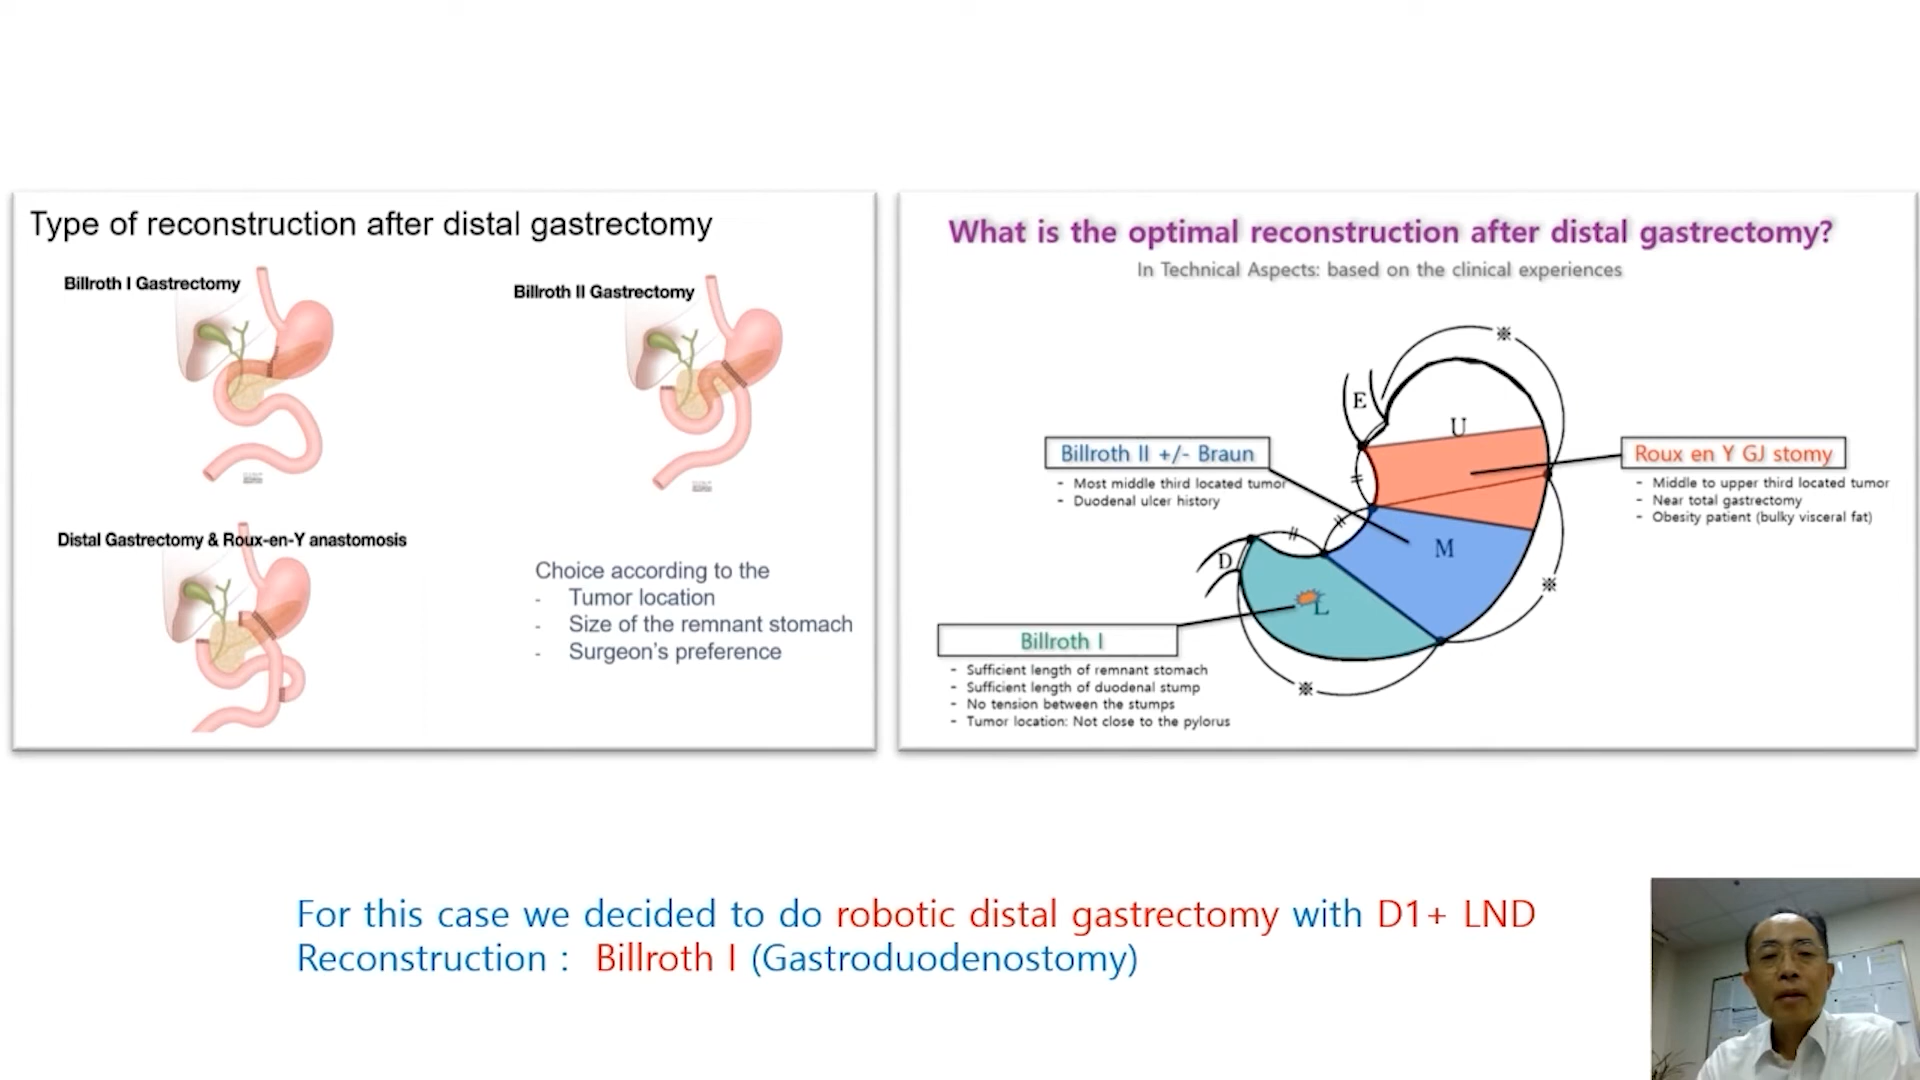 Type of reconstruction after distal gastrectomy
Billroth I Gastrectomy
Billroth II Gastrectomy
Distal Gastrectomy & Roux-en-Y anastomosis
Choice according to the
- Tumor location
- Size of the remnant stomach
- Surgeon's preference
What is the optimal reconstruction after distal gastrectomy?
In Technical Aspects: based on the clinical experiences
※
E
U
Billroth II +/- Braun
- Most middle third located tumor
- Duodenal ulcer history
Roux en Y GJ stomy
- Middle to upper third located tumor
- Near total gastrectomy
- Obesity patient (bulky visceral fat)
M
D
※
L
Billroth I
- Sufficient length of remnant stomach
- Sufficient length of duodenal stump
- No tension between the stumps
- Tumor location: Not close to the pylorus
※
For this case we decided to do robotic distal gastrectomy with D1+ LND
Reconstruction : Billroth I (Gastroduodenostomy)